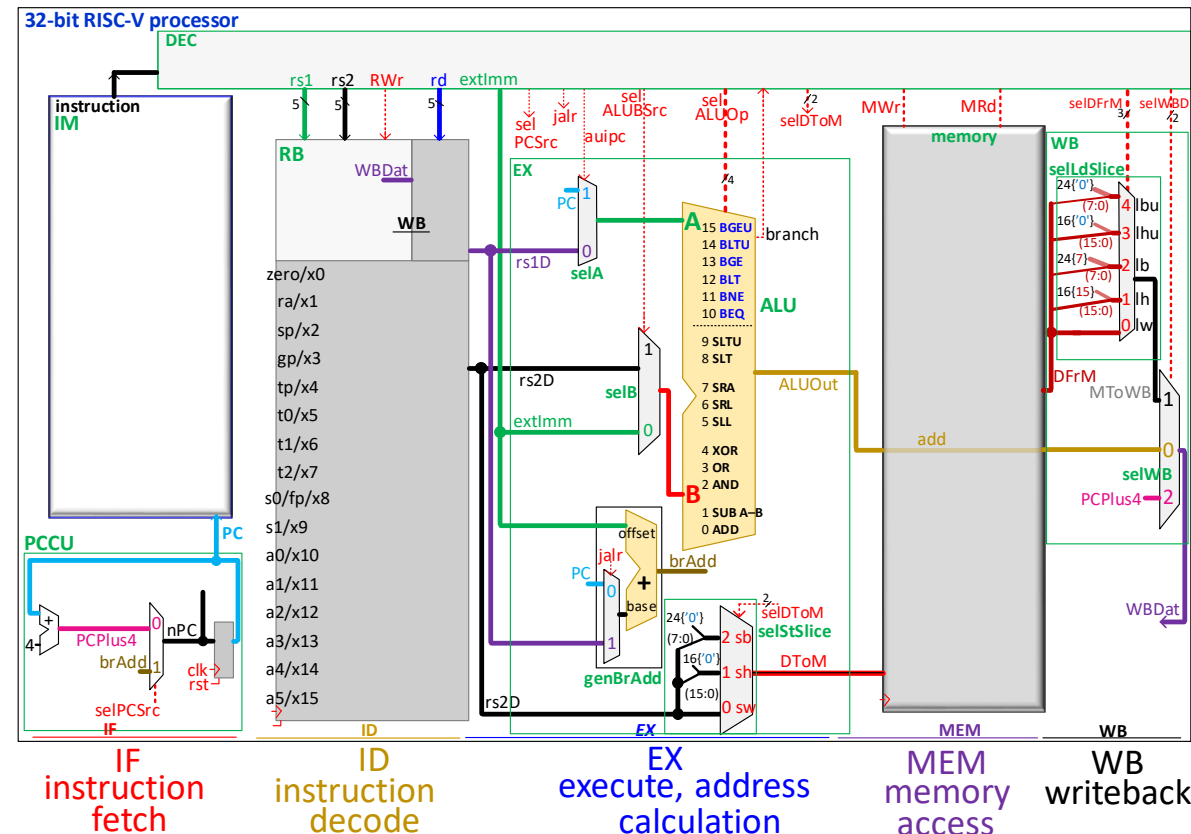 32-bit RISC-V processor
DEC
rs1
rs2
RWr
rd
extImm
5
5
5
sel
PCSrc
jalr
auipc
sel
ALUBSrc
sel
ALUOp
4
2
selDToM
MWr
MRd
selDFrM
3
selWBD
2
instruction
IM
RB
WBDat
WB
zero/x0
ra/x1
sp/x2
gp/x3
tp/x4
t0/x5
t1/x6
t2/x7
s0/fp/x8
s1/x9
a0/x10
a1/x11
a2/x12
a3/x13
a4/x14
a5/x15
PC
PCCU
+
4
PCPlus4
brAdd
0
1
nPC
clk
rst
selPCSrc
EX
PC
1
0
rs1D
selA
rs2D
extImm
1
0
selB
A
B
15 BGEU
14 BLTU
13 BGE
12 BLT
11 BNE
10 BEQ
9 SLTU
8 SLT
7 SRA
6 SRL
5 SLL
4 XOR
3 OR
2 AND
1 SUB A–B
0 ADD
ALU
branch
ALUOut
offset
jalr
PC
0
1
+
base
brAdd
genBrAdd
rs2D
24{'0'}
(7:0)
16{'0'}
(15:0)
2 sb
1 sh
0 sw
2
selDToM
selStSlice
DToM
memory
add
WB
selLdSlice
24{'0'}
(7:0)
16{'0'}
(15:0)
24{7}
(7:0)
16{15}
(15:0)
4 lbu
3 lhu
2 lb
1 lh
0 lw
DFrM
MToWB
1
0
2
selWB
PCPlus4
WBDat
IF
ID
EX
MEM
WB
IF
instruction
fetch
ID
instruction
decode
EX
execute, address
calculation
MEM
memory
access
WB
writeback